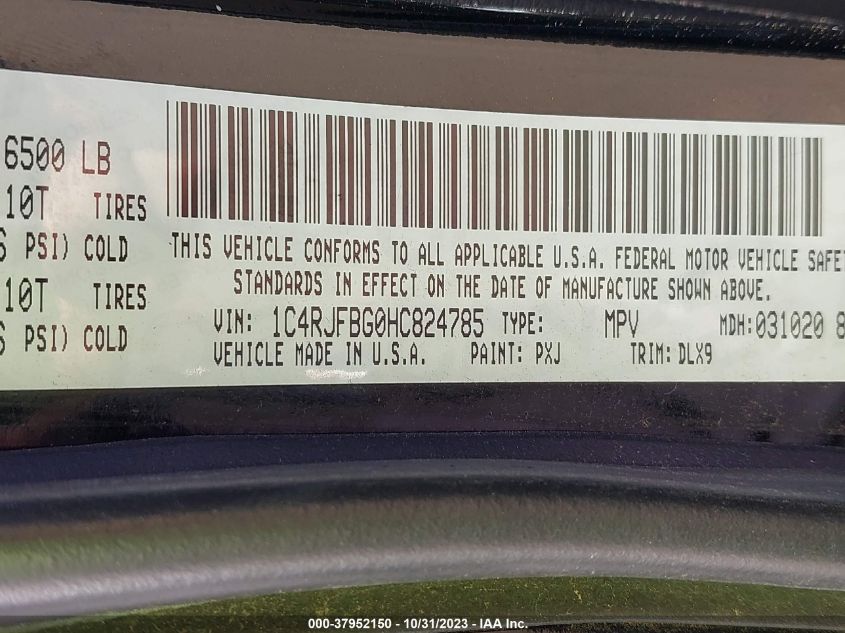 6500 LB
10T TIRES
PSI) COLD
10T TIRES
PSI) COLD
THIS VEHICLE CONFORMS TO ALL APPLICABLE U.S.A. FEDERAL MOTOR VEHICLE SAFET
STANDARDS IN EFFECT ON THE DATE OF MANUFACTURE SHOWN ABOVE.
VIN: 1C4RJFBG0HC824785 TYPE: MPV MDH:031020 8
VEHICLE MADE IN U.S.A. PAINT: PXJ TRIM: DLX9
000-37952150 - 10/31/2023 - IAA Inc.